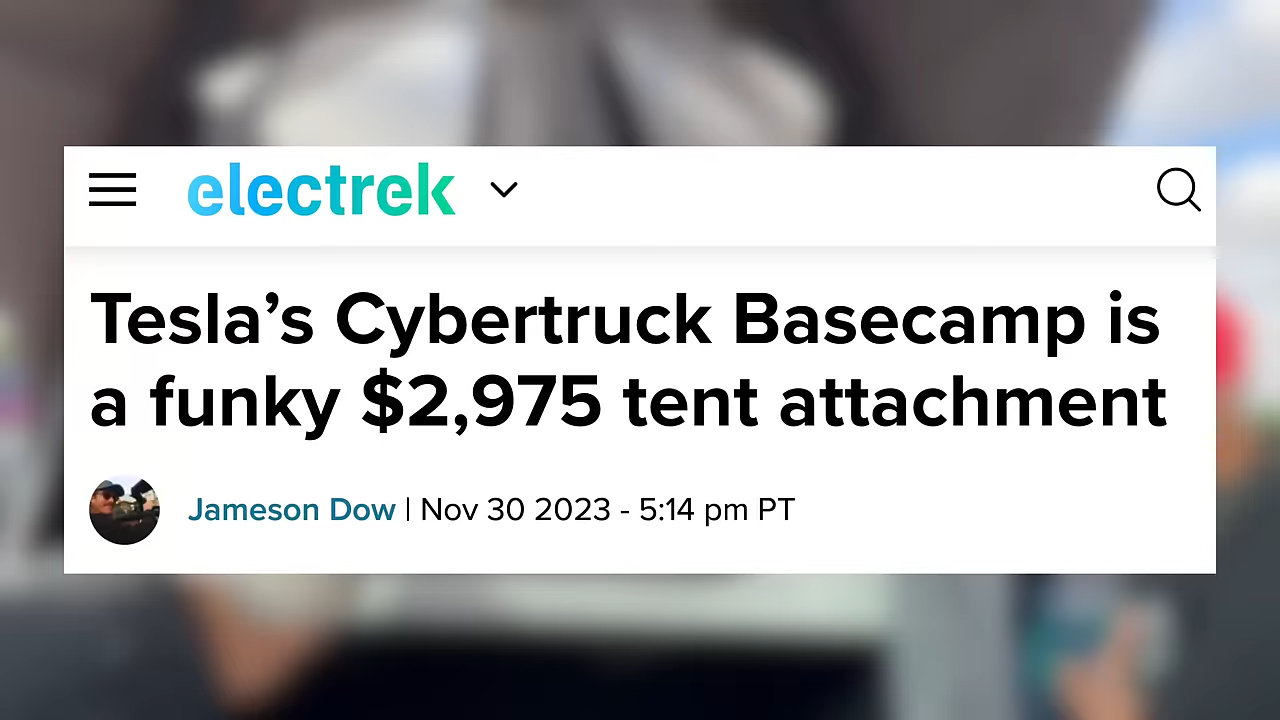 electrek
Tesla’s Cybertruck Basecamp is
a funky $2,975 tent attachment
Jameson Dow | Nov 30 2023 - 5:14 pm PT